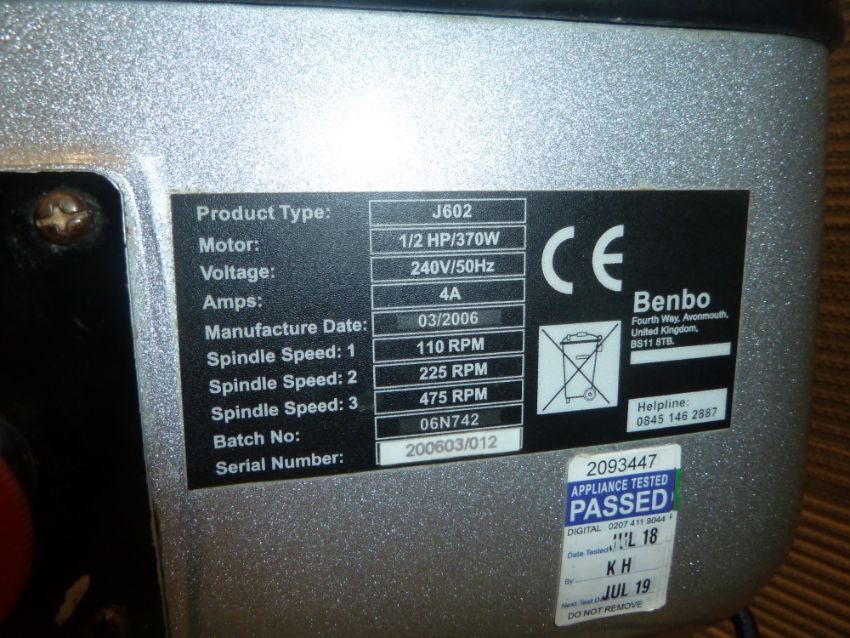 Product Type: J602
Motor: 1/2 HP/370W
Voltage: 240V/50Hz
Amps: 4A
Manufacture Date: 03/2006
Spindle Speed: 1 110 RPM
Spindle Speed: 2 225 RPM
Spindle Speed: 3 475 RPM
Batch No: 06N742
Serial Number: 200603/012
CE
Benbo
Fourth Way, Avonmouth,
United Kingdom,
BS11 8TB.
Helpline:
0845 146 2887
2093447
APPLIANCE TESTED
PASSED
DIGITAL 0207 411 9044
Date Tested JUL 18
By K H
Next Test JUL 19
DO NOT REMOVE